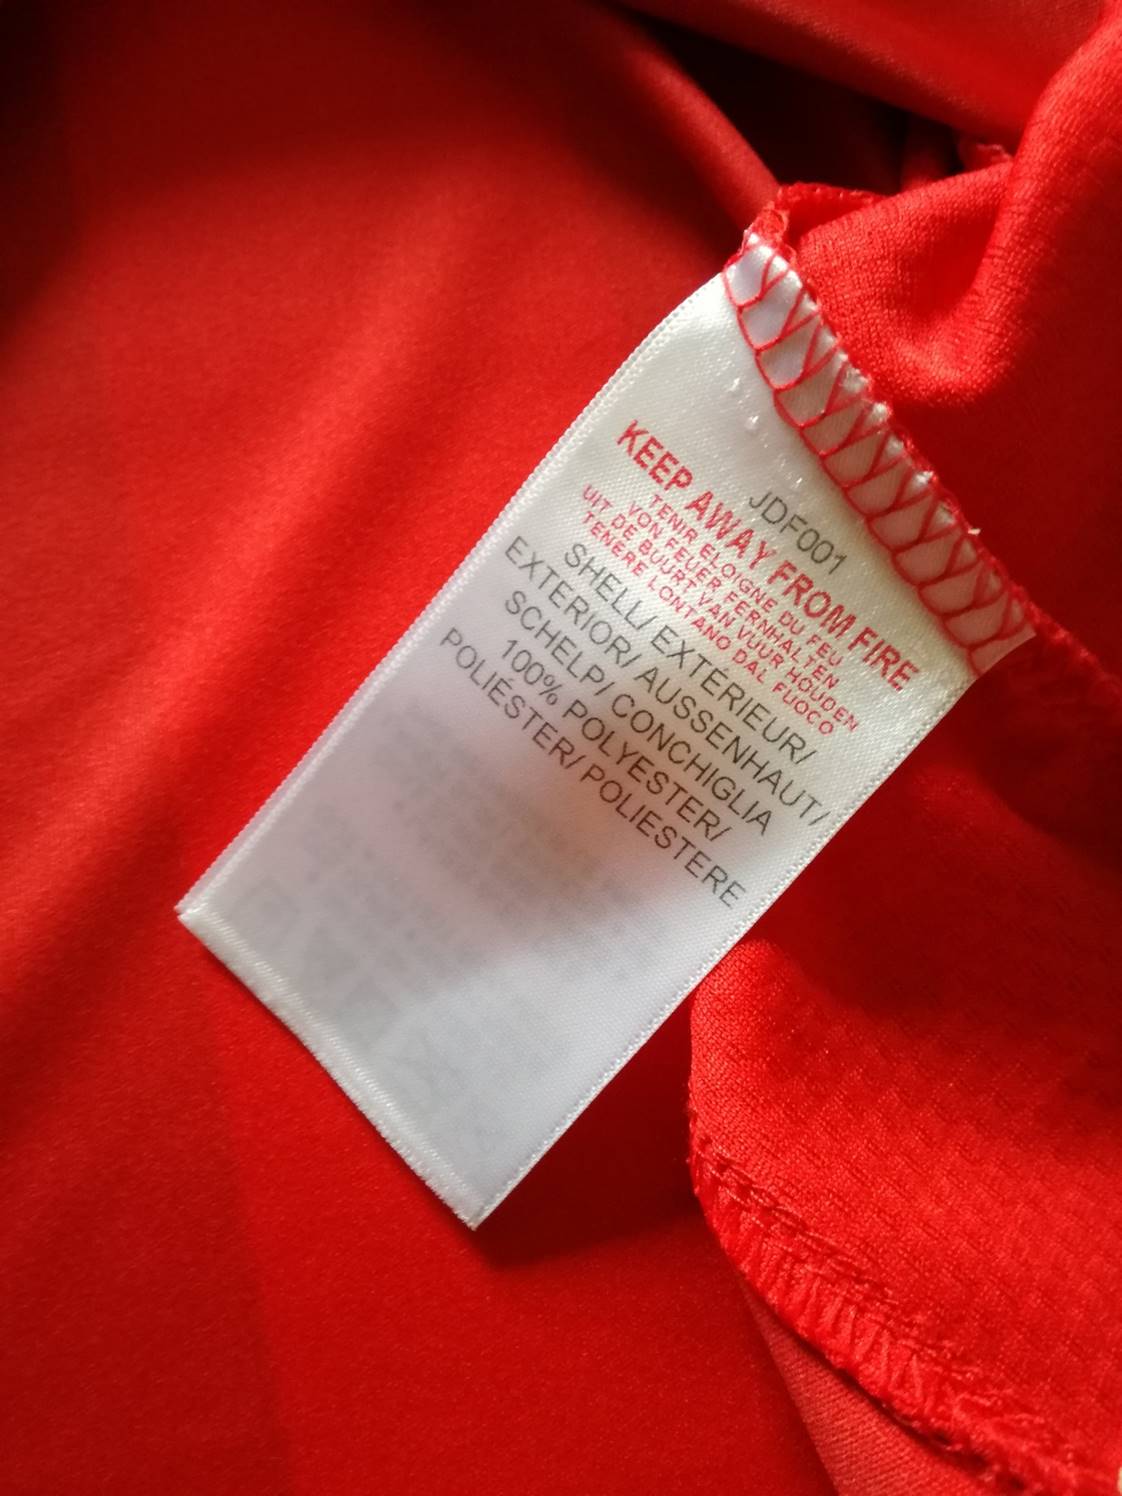 JDF001
KEEP AWAY FROM FIRE
TENIR ELOIGNE DU FEU
VON FEUER FERNHALTEN
UIT DE BUURT VAN VUUR HOUDEN
TENERE LONTANO DAL FUOCO
SHELL/ EXTÉRIEUR/
EXTERIOR/ AUSSENHAUT/
SCHELP/ CONCHIGLIA
100% POLYESTER/
POLIÉSTER/ POLIESTERE